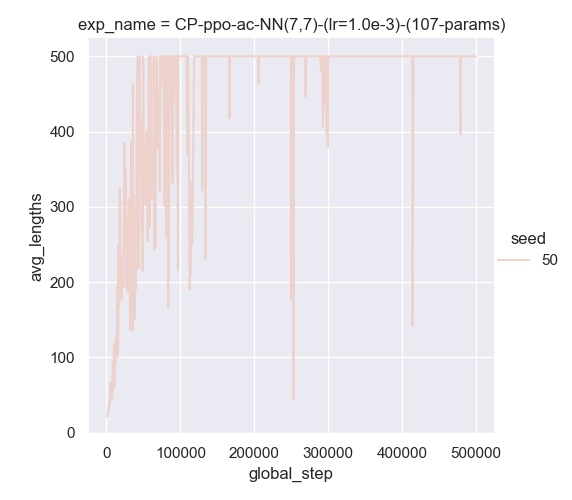 exp_name = CP-ppo-ac-NN(7,7)-(lr=1.0e-3)-(107-params)
500
400
300
200
100
0
avg_lengths
0 100000 200000 300000 400000 500000
global_step
seed
50